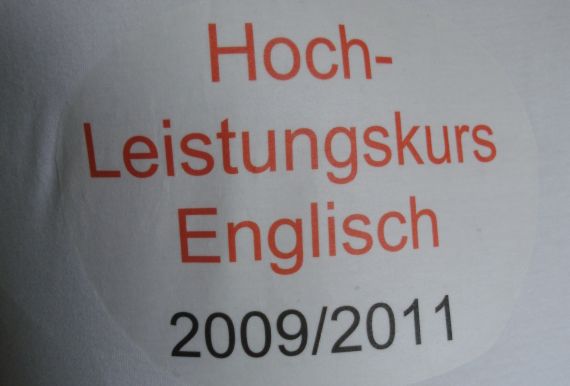 Hoch-
Leistungskurs
Englisch
2009/2011